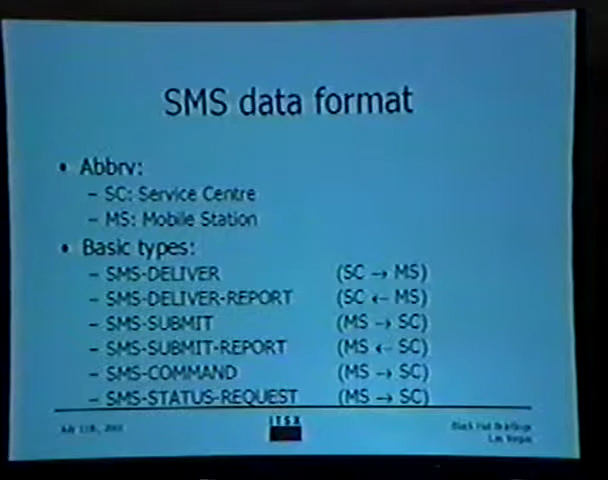 SMS data format
• Abbrv:
– SC: Service Centre
– MS: Mobile Station
• Basic types:
– SMS-DELIVER (SC → MS)
– SMS-DELIVER-REPORT (SC ← MS)
– SMS-SUBMIT (MS → SC)
– SMS-SUBMIT-REPORT (MS ← SC)
– SMS-COMMAND (MS → SC)
– SMS-STATUS-REQUEST (MS → SC)
ITSX
Black Hat Briefings
Las Vegas